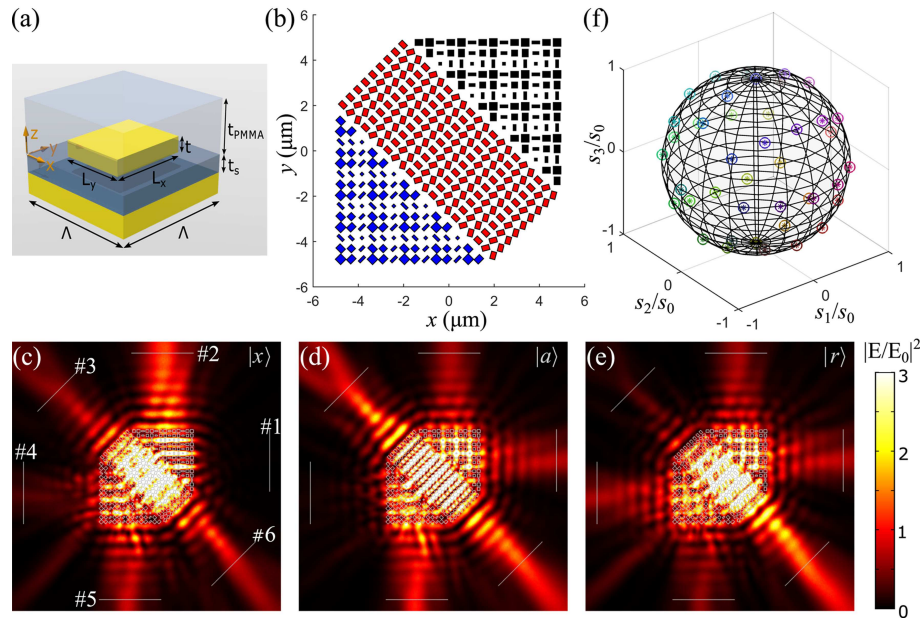 (a)
z
y
x
L_y
L_x
t
t_PMMA
t_s
Λ
Λ
(b)
6
4
2
0
-2
-4
-6
y (μm)
-6
-4
-2
0
2
4
6
x (μm)
(f)
1
0
-1
s_3/s_0
1
0
-1
s_2/s_0
-1
0
1
s_1/s_0
(c)
#3
#2
|x⟩
#1
#4
#6
#5
(d)
|a⟩
(e)
|r⟩
|E/E_0|^2
3
2
1
0